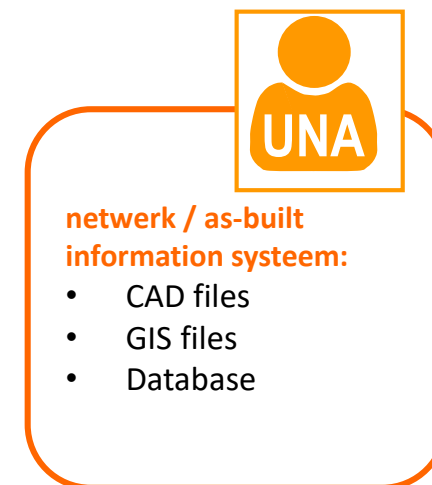 UNA
netwerk / as-built
information systeem:
• CAD files
• GIS files
• Database